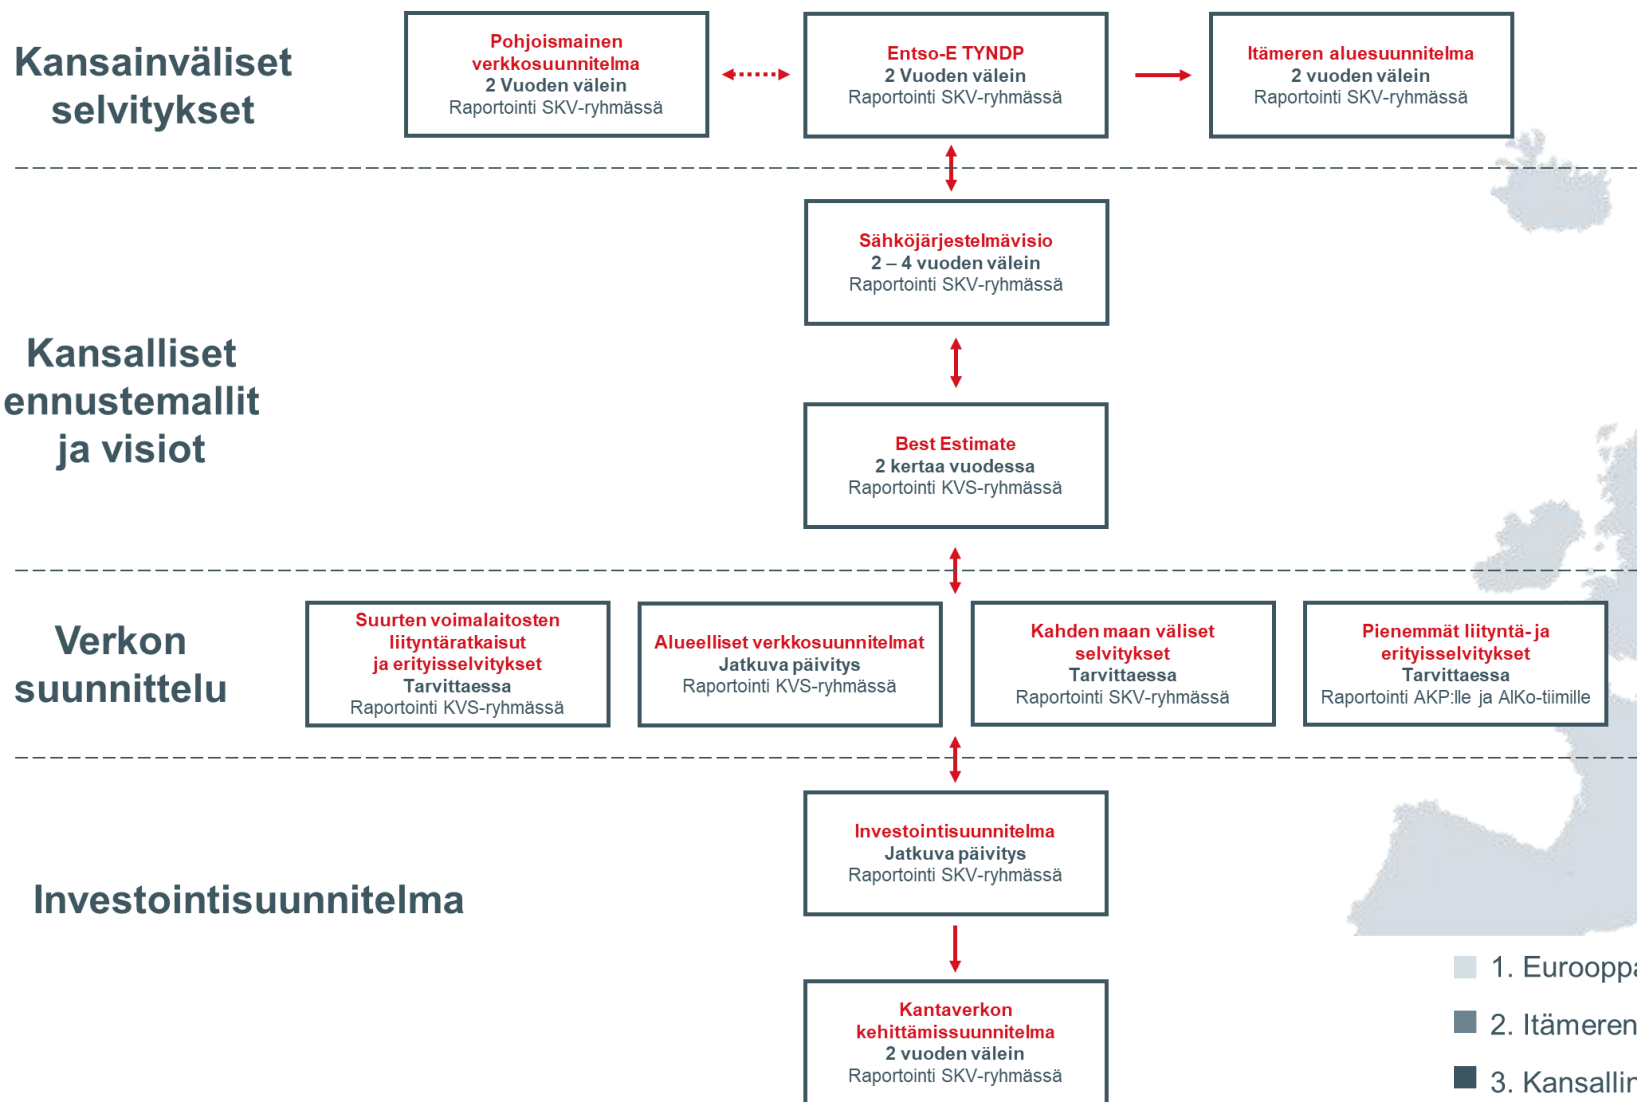 Kansainväliset
selvitykset
Pohjoismainen
verkkosuunnitelma
2 Vuoden välein
Raportointi SKV-ryhmässä
Entso-E TYNDP
2 Vuoden välein
Raportointi SKV-ryhmässä
Itämeren aluesuunnitelma
2 vuoden välein
Raportointi SKV-ryhmässä
Kansalliset
ennustemallit
ja visiot
Sähköjärjestelmävisio
2 – 4 vuoden välein
Raportointi SKV-ryhmässä
Best Estimate
2 kertaa vuodessa
Raportointi KVS-ryhmässä
Verkon
suunnittelu
Suurten voimalaitosten
liityntäratkaisut
ja erityisselvitykset
Tarvittaessa
Raportointi KVS-ryhmässä
Alueelliset verkkosuunnitelmat
Jatkuva päivitys
Raportointi KVS-ryhmässä
Kahden maan väliset
selvitykset
Tarvittaessa
Raportointi SKV-ryhmässä
Pienemmät liityntä- ja
erityisselvitykset
Tarvittaessa
Raportointi AKP:lle ja AlKo-tiimille
Investointisuunnitelma
Investointisuunnitelma
Jatkuva päivitys
Raportointi SKV-ryhmässä
Kantaverkon
kehittämissuunnitelma
2 vuoden välein
Raportointi SKV-ryhmässä
1. Eurooppa
2. Itämeren
3. Kansallin